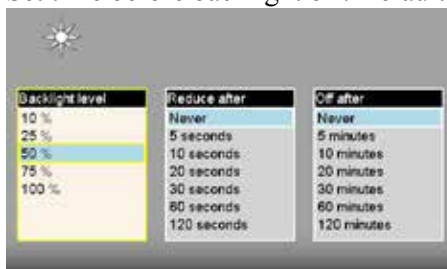 Backlight level
10 %
25 %
50 %
75 %
100 %
Reduce after
Never
5 seconds
10 seconds
20 seconds
30 seconds
60 seconds
120 seconds
Off after
Never
5 minutes
10 minutes
20 minutes
30 minutes
60 minutes
120 minutes